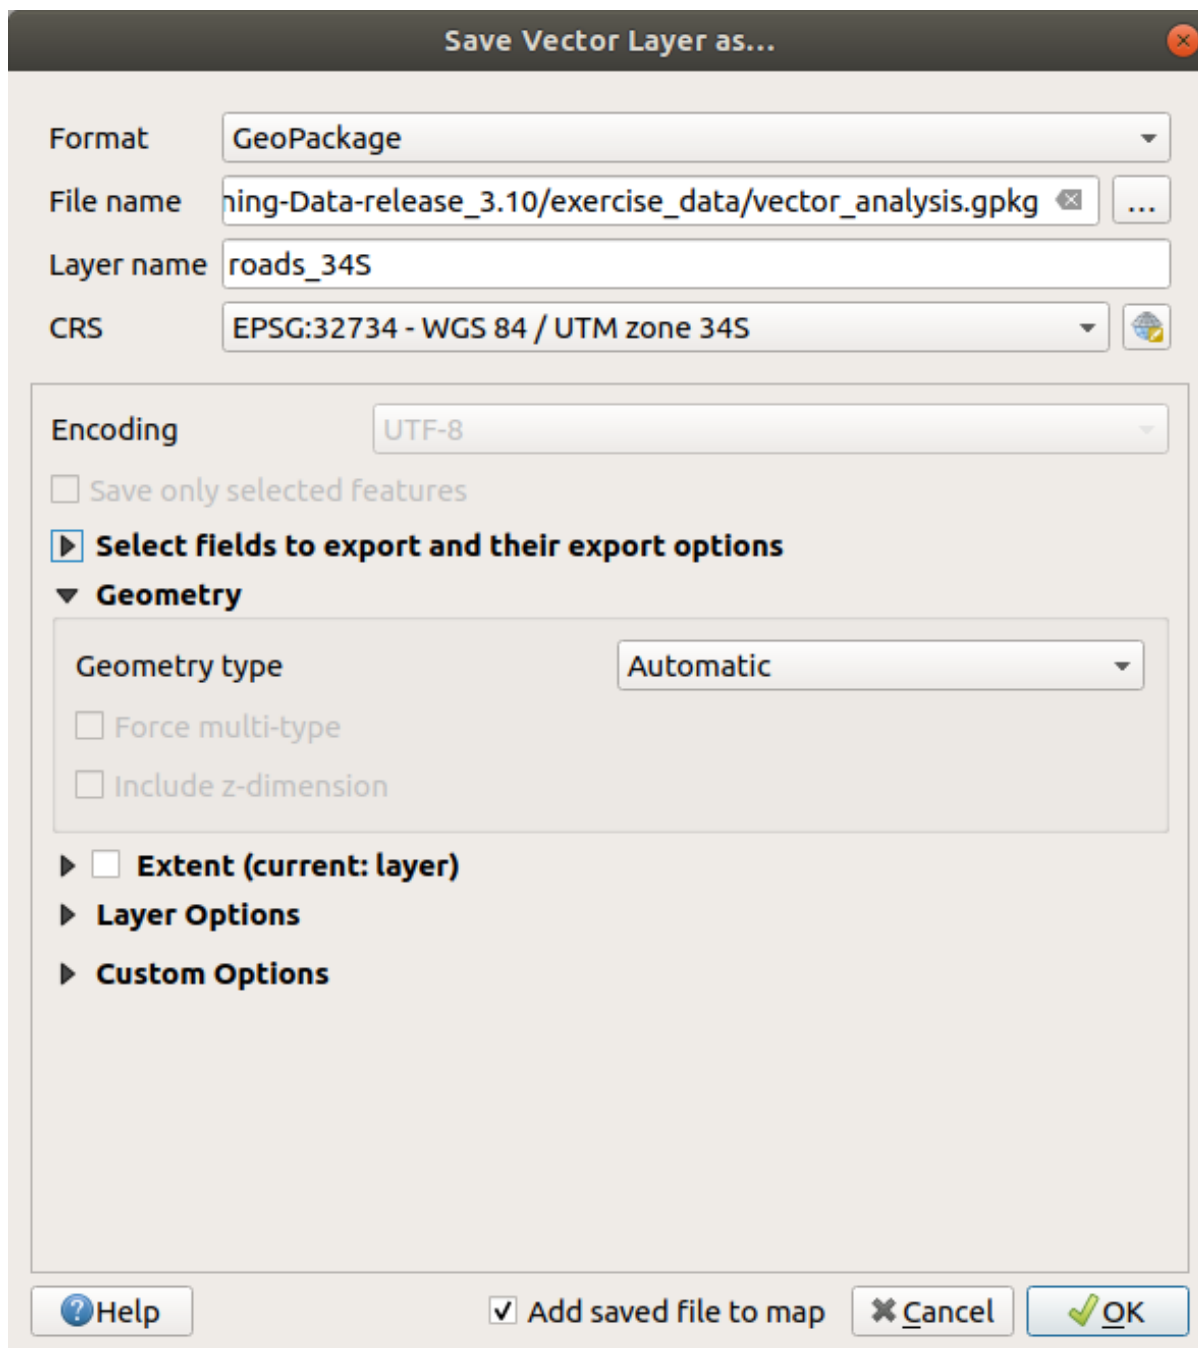 Save Vector Layer as...
Format GeoPackage
File name ning-Data-release_3.10/exercise_data/vector_analysis.gpkg ...
Layer name roads_34S
CRS EPSG:32734 - WGS 84 / UTM zone 34S
Encoding UTF-8
Save only selected features
Select fields to export and their export options
Geometry
Geometry type Automatic
Force multi-type
Include z-dimension
Extent (current: layer)
Layer Options
Custom Options
Help Add saved file to map Cancel OK